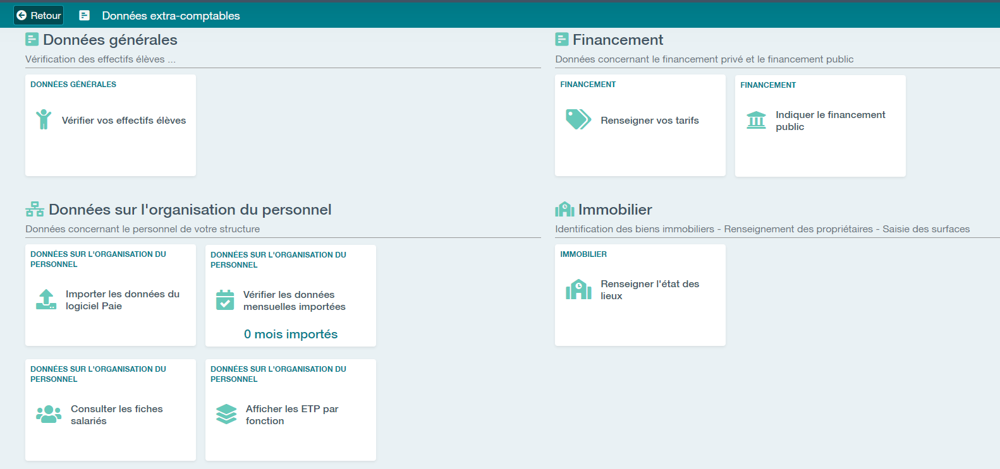 Retour
Données extra-comptables
Données générales
Vérification des effectifs élèves ...
DONNÉES GÉNÉRALES
Vérifier vos effectifs élèves
Financement
Données concernant le financement privé et le financement public
FINANCEMENT
Renseigner vos tarifs
FINANCEMENT
Indiquer le financement
public
Données sur l'organisation du personnel
Données concernant le personnel de votre structure
DONNÉES SUR L'ORGANISATION DU
PERSONNEL
Importer les données du
logiciel Paie
DONNÉES SUR L'ORGANISATION DU
PERSONNEL
Vérifier les données
mensuelles importées
0 mois importés
DONNÉES SUR L'ORGANISATION DU
PERSONNEL
Consulter les fiches
salariés
DONNÉES SUR L'ORGANISATION DU
PERSONNEL
Afficher les ETP par
fonction
Immobilier
Identification des biens immobiliers - Renseignement des propriétaires - Saisie des surfaces
IMMOBILIER
Renseigner l'état des
lieux